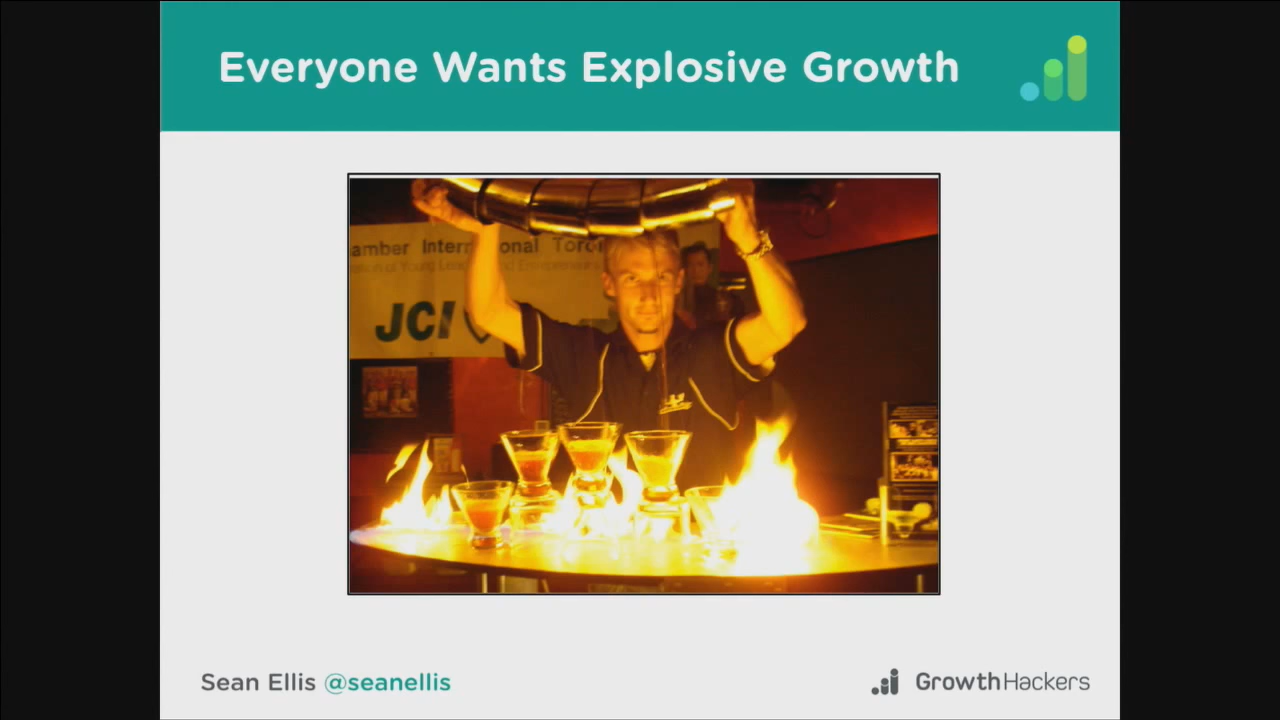 Everyone Wants Explosive Growth
amber International Toro
JCI
Sean Ellis @seanellis
GrowthHackers